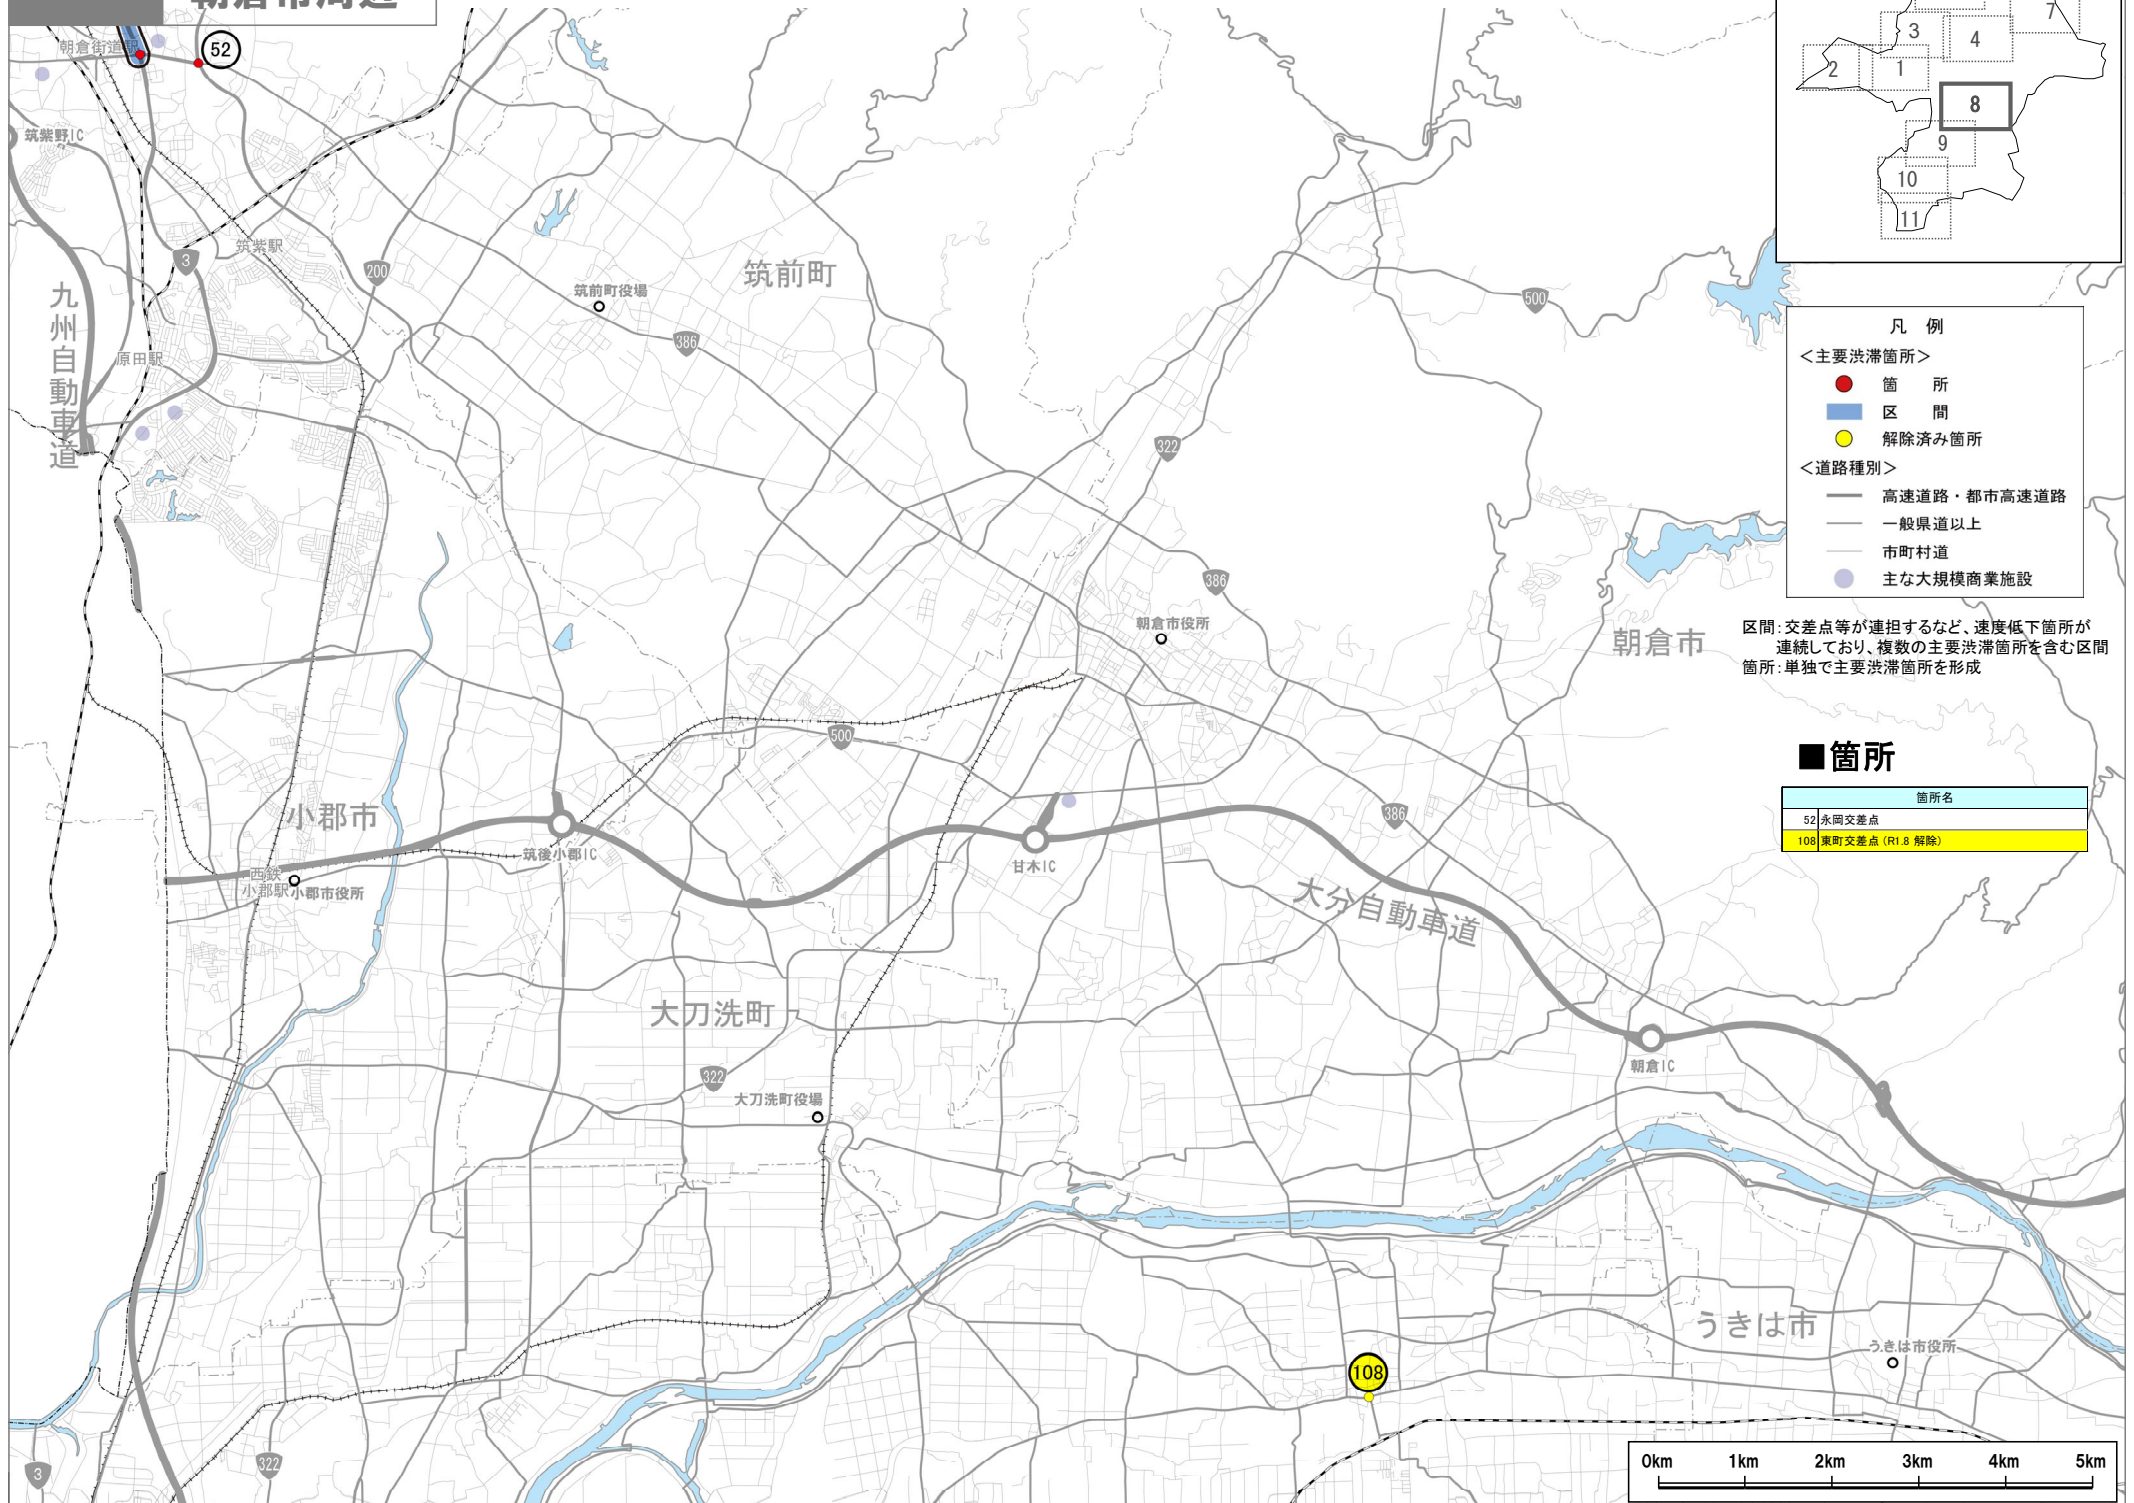 朝倉市周辺
朝倉街道駅
52
筑紫野IC
3
筑紫駅
200
九州自動車道
原田駅
筑前町役場
筑前町
386
500
322
386
朝倉市役所
朝倉市
500
小郡市
筑後小郡IC
西鉄
小郡駅
小郡市役所
甘木IC
386
大分自動車道
大刀洗町
322
大刀洗町役場
朝倉IC
うきは市
うきは市役所
108
3
322
7
3
4
2
1
8
9
10
11
凡 例
＜主要渋滞箇所＞
箇 所
区 間
解除済み箇所
＜道路種別＞
高速道路・都市高速道路
一般県道以上
市町村道
主な大規模商業施設
区間：交差点等が連担するなど、速度低下箇所が
連続しており、複数の主要渋滞箇所を含む区間
箇所：単独で主要渋滞箇所を形成
■箇所
箇所名
52 永岡交差点
108 東町交差点（R1.8 解除）
0km 1km 2km 3km 4km 5km